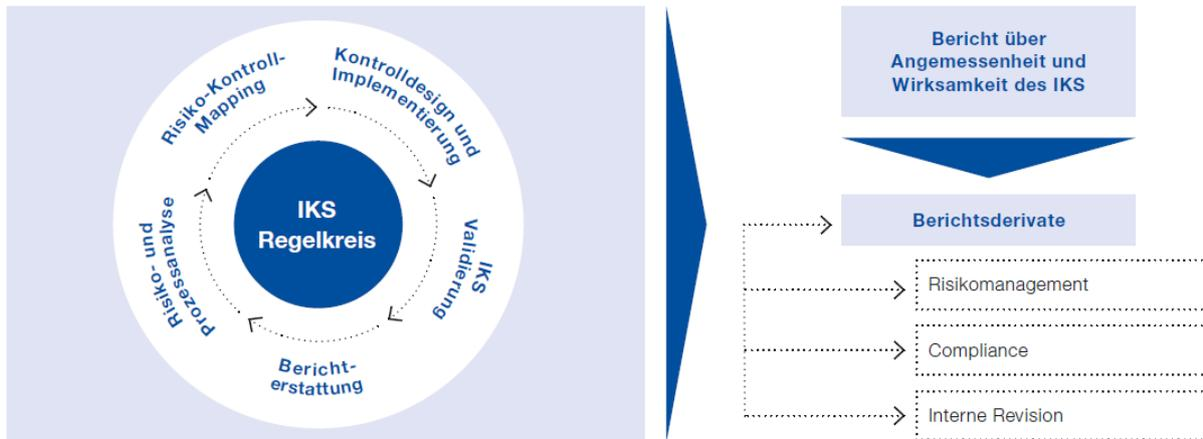 Risiko-Kontroll-
Mapping
Kontrolldesign und
Implementierung
IKS
Validierung
Bericht-
erstattung
Risiko- und
Prozessanalyse
IKS
Regelkreis
Bericht über
Angemessenheit und
Wirksamkeit des IKS
Berichtsderivate
Risikomanagement
Compliance
Interne Revision